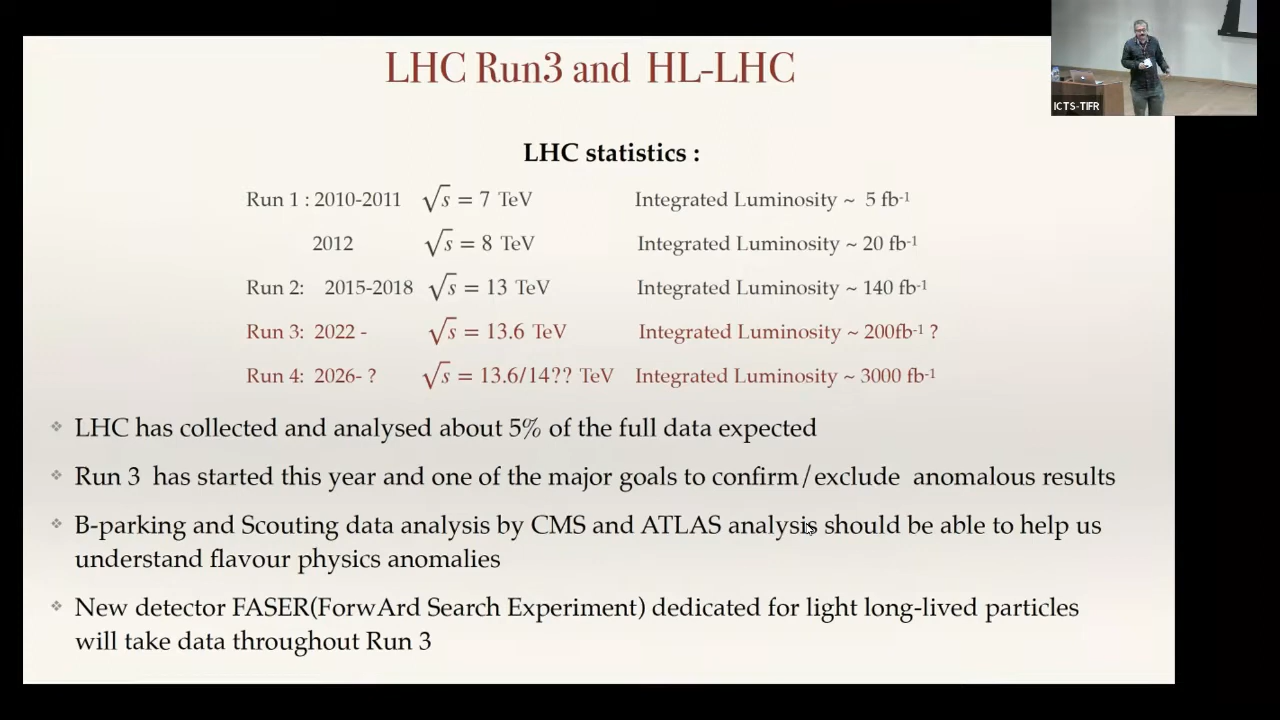 LHC Run3 and HL-LHC
ICTS-TIFR
LHC statistics :
Run 1 : 2010-2011 √s = 7 TeV Integrated Luminosity ~ 5 fb⁻¹
2012 √s = 8 TeV Integrated Luminosity ~ 20 fb⁻¹
Run 2: 2015-2018 √s = 13 TeV Integrated Luminosity ~ 140 fb⁻¹
Run 3: 2022 - √s = 13.6 TeV Integrated Luminosity ~ 200fb⁻¹ ?
Run 4: 2026- ? √s = 13.6/14?? TeV Integrated Luminosity ~ 3000 fb⁻¹
❖ LHC has collected and analysed about 5% of the full data expected
❖ Run 3 has started this year and one of the major goals to confirm/exclude anomalous results
❖ B-parking and Scouting data analysis by CMS and ATLAS analysis should be able to help us
understand flavour physics anomalies
❖ New detector FASER(ForwArd Search Experiment) dedicated for light long-lived particles
will take data throughout Run 3